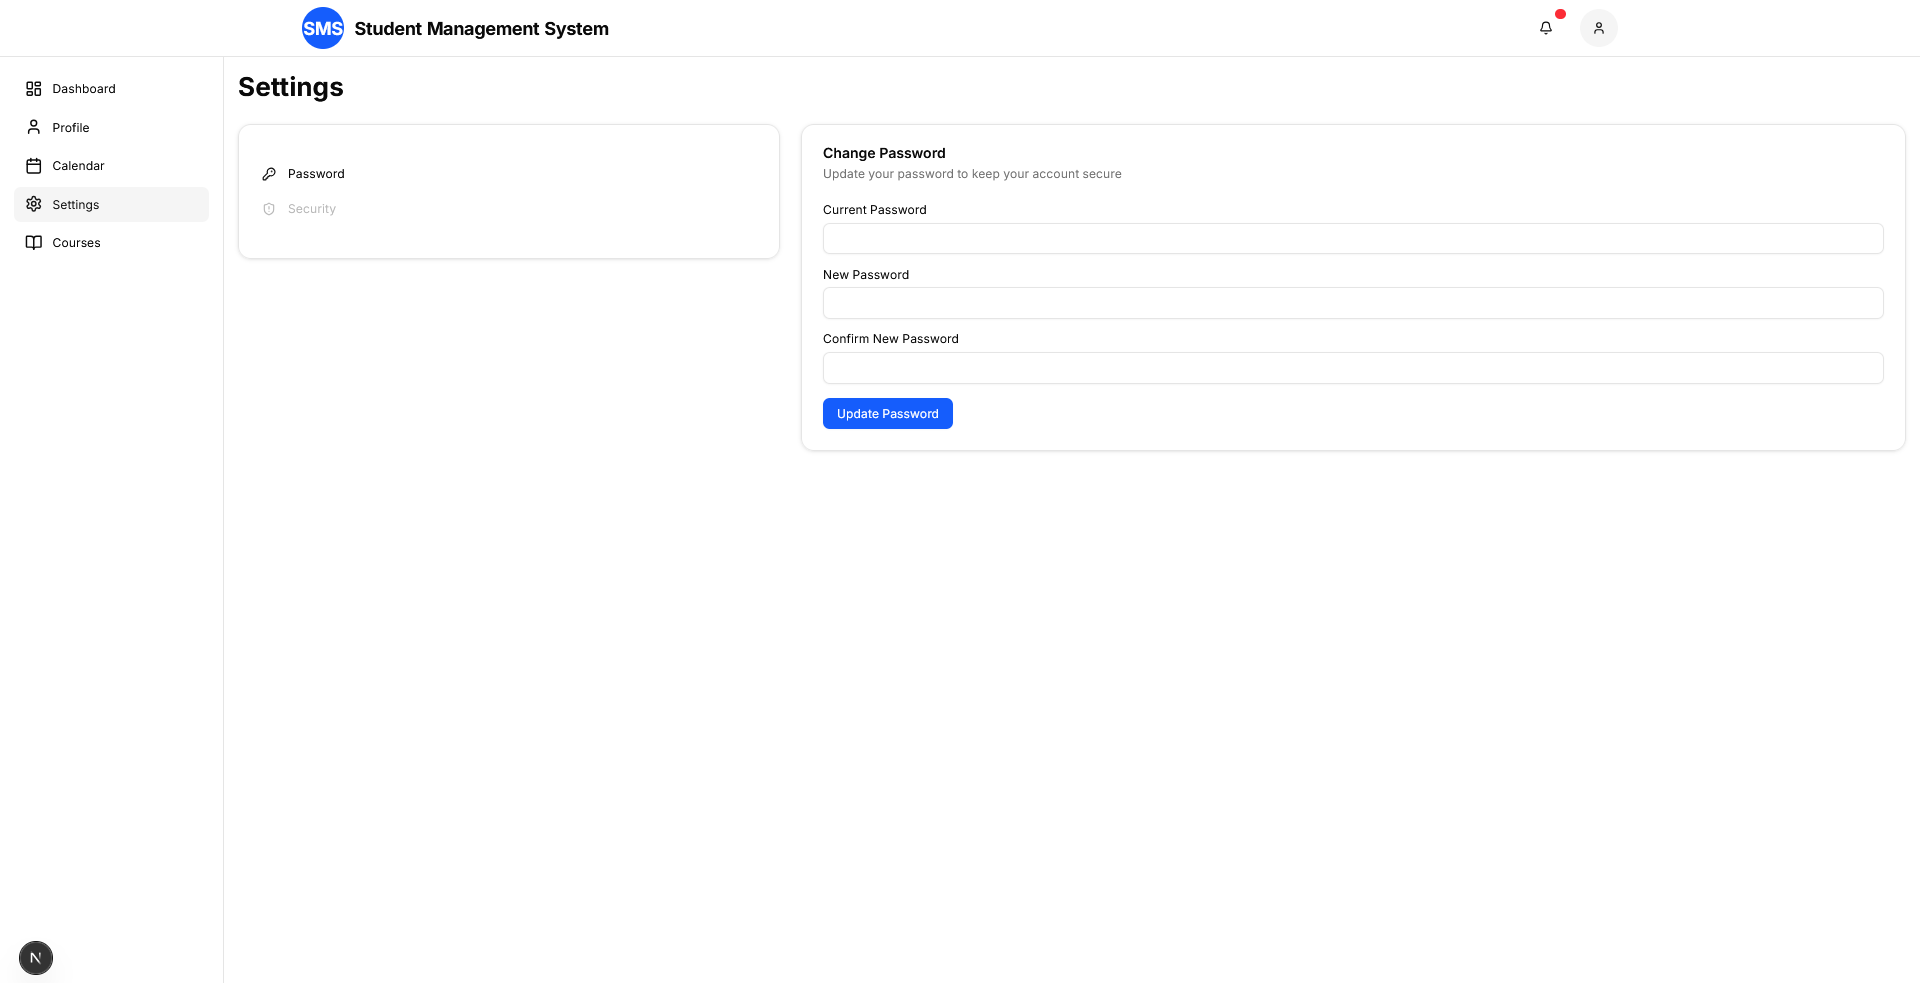 SMS Student Management System
Dashboard
Profile
Calendar
Settings
Courses
Settings
Password
Security
Change Password
Update your password to keep your account secure
Current Password
New Password
Confirm New Password
Update Password
N